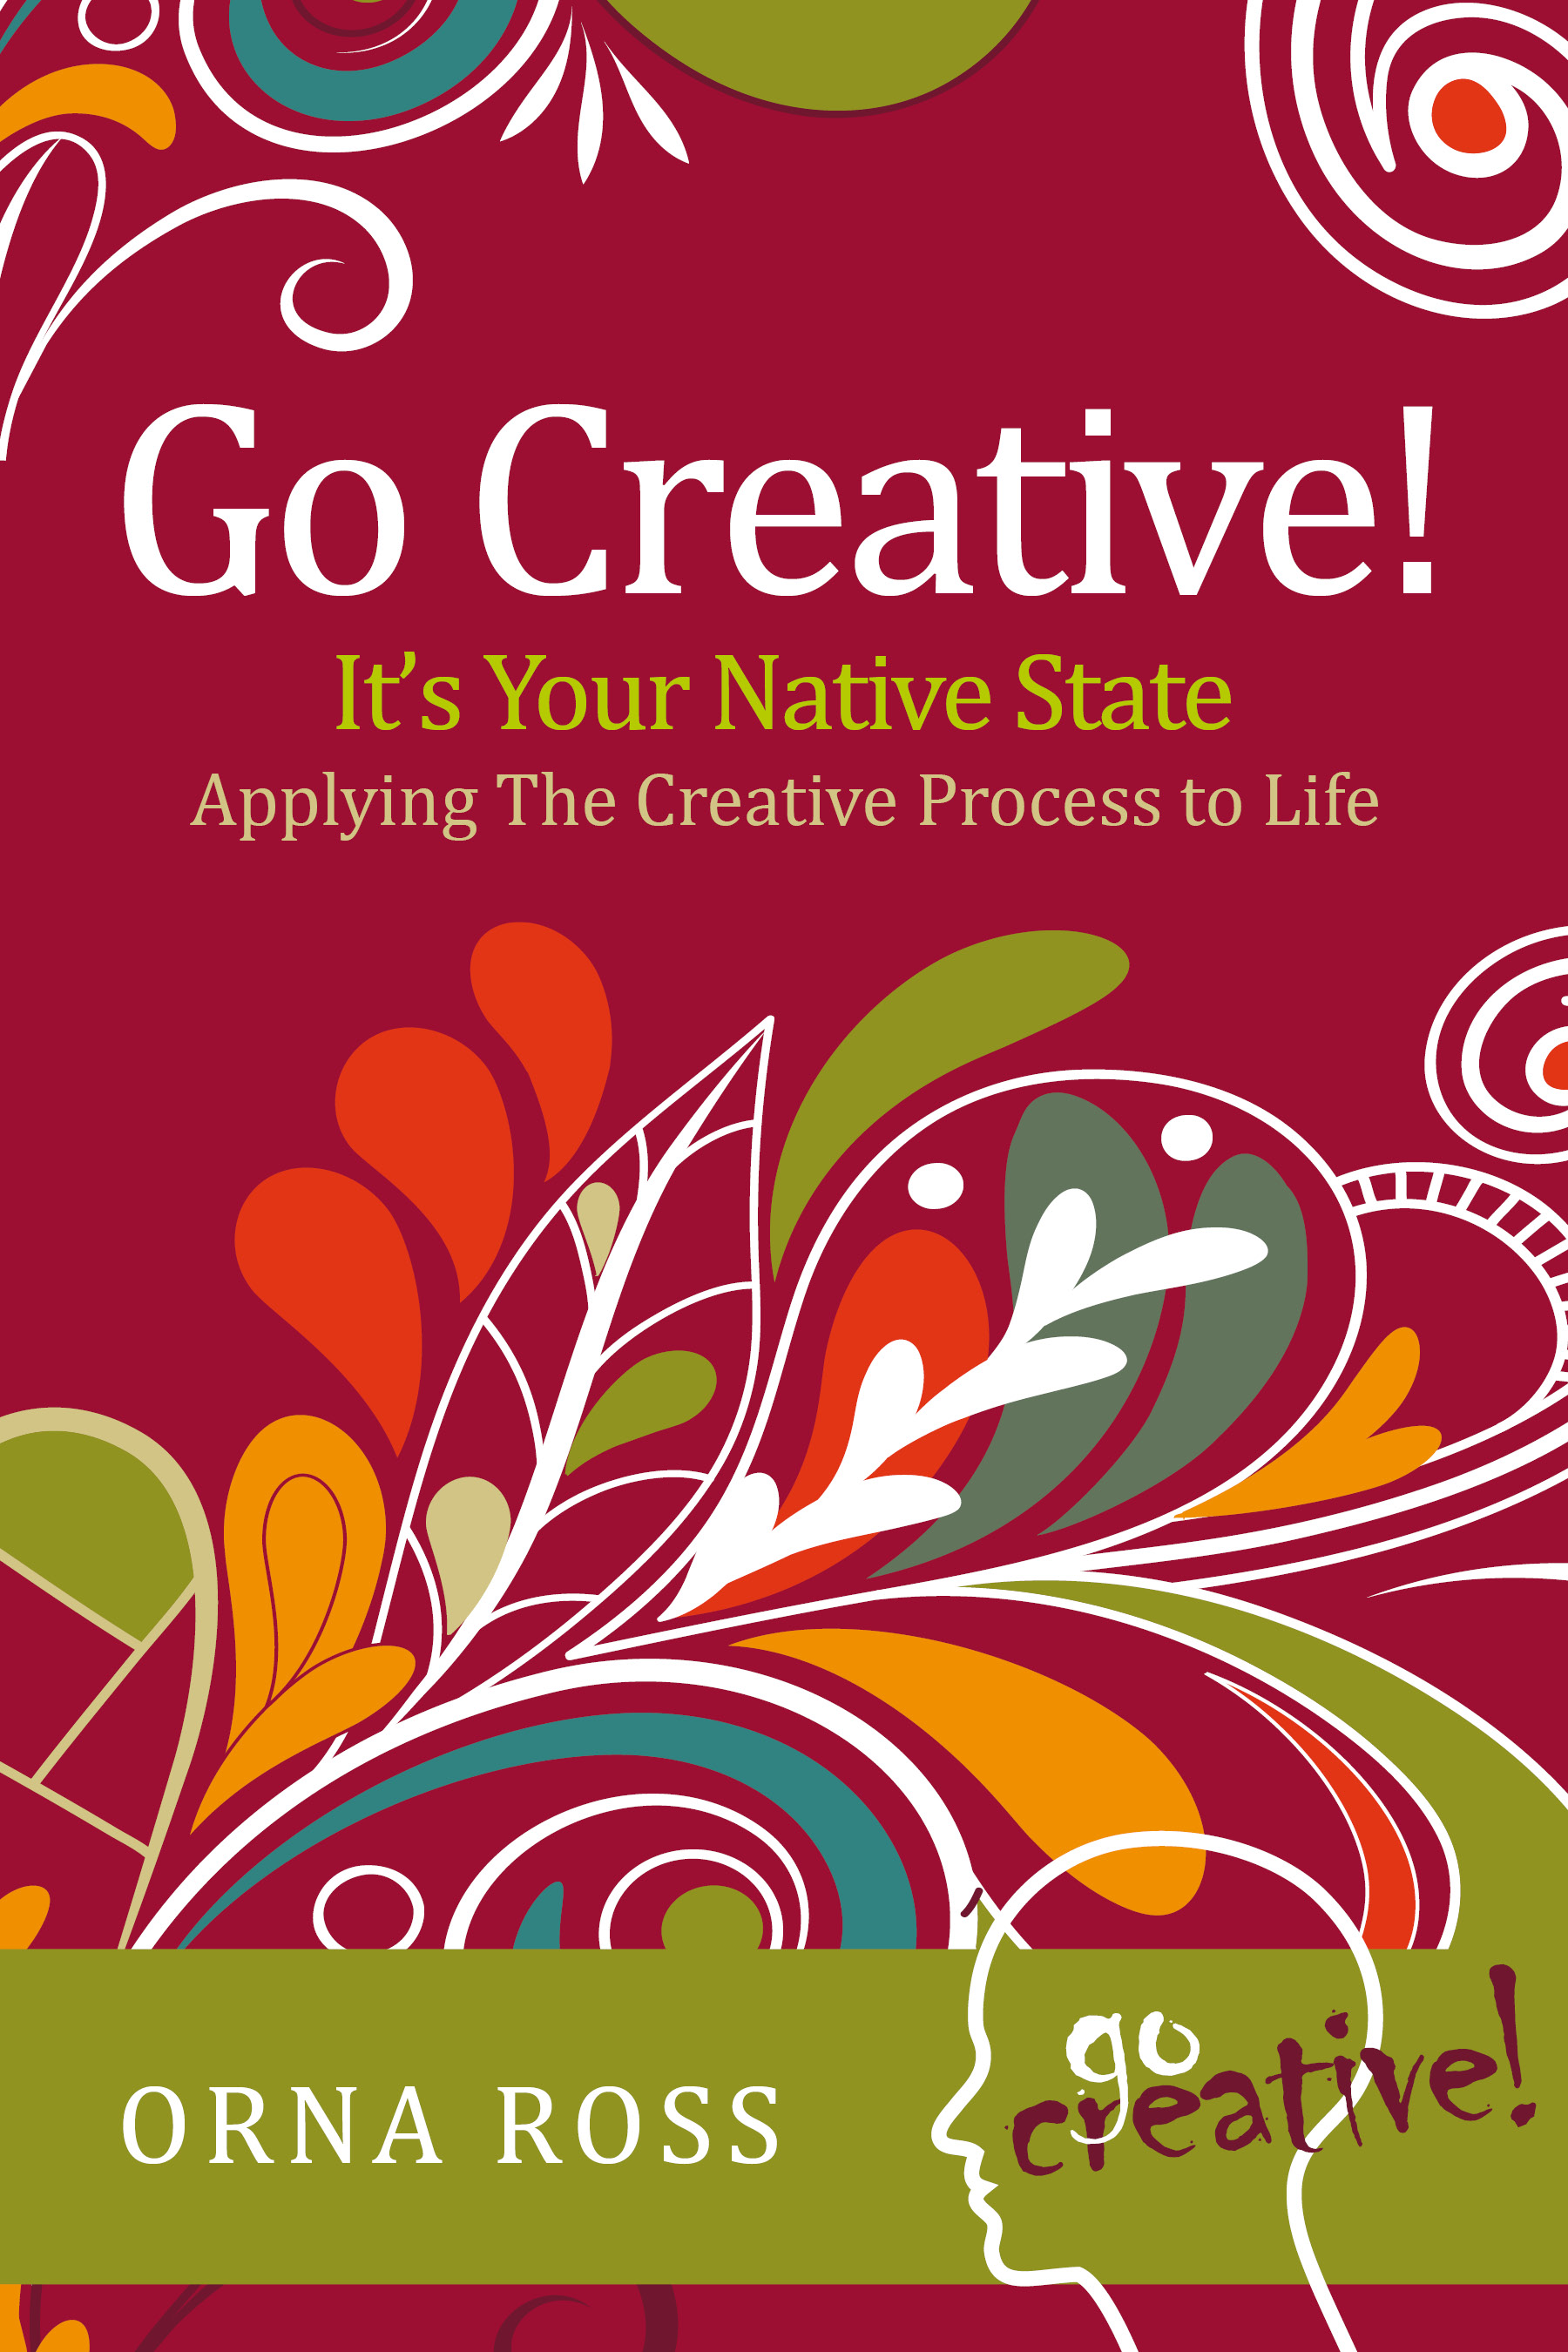 Go Creative!
It’s Your Native State
Applying The Creative Process to Life
ORNA ROSS
go
creative!